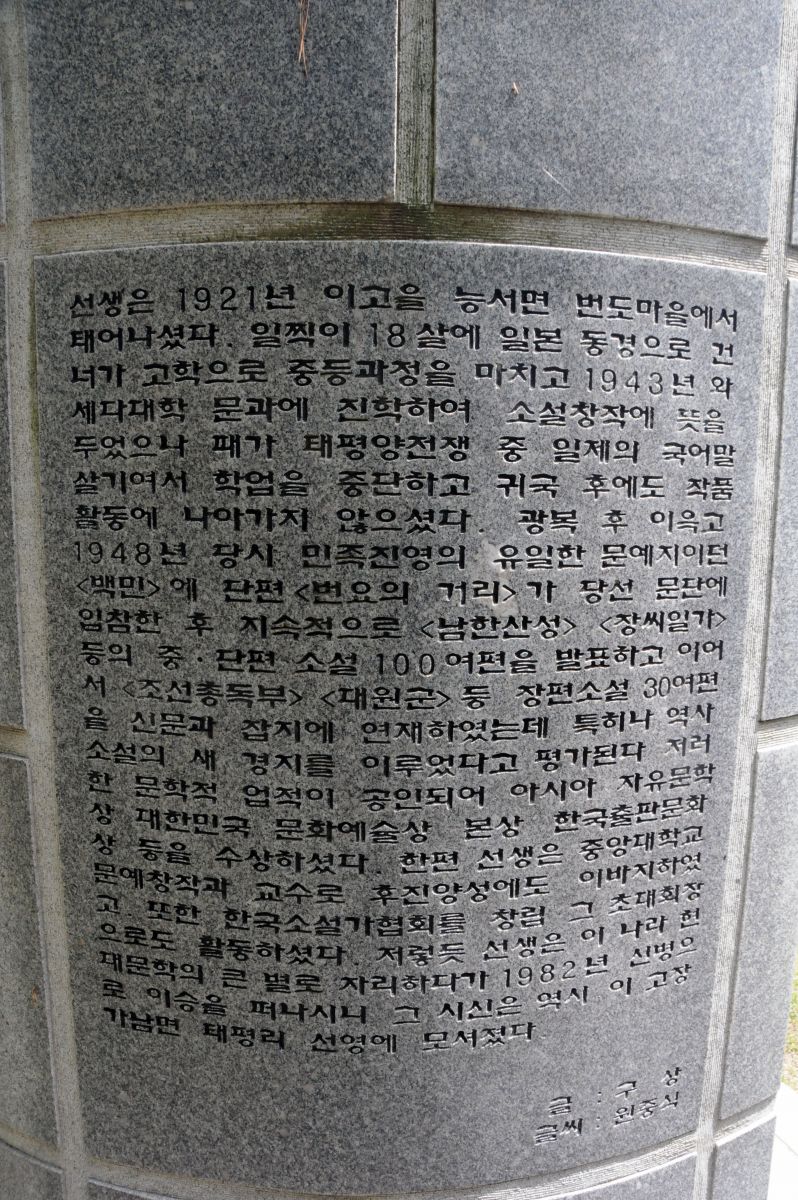 선생은 1921년 이고을 능서면 번도마을에서
태어나셨다. 일찍이 18살에 일본 동경으로 건
너가 고학으로 중등과정을 마치고 1943년 와
세다대학 문과에 진학하여 소설창작에 뜻을
두었으나 때가 태평양전쟁 중 일제의 국어말
살기여서 학업을 중단하고 귀국 후에도 작품
활동에 나아가지 않으셨다. 광복 후 이윽고
1948년 당시 민족진영의 유일한 문예지이던
<백민>에 단편<번요의 거리>가 당선 문단에
입참한 후 지속적으로 <남한산성> <장씨일가>
등의 중·단편 소설 100여편을 발표하고 이어
서 <조선총독부> <대원군> 등 장편소설 30여편
을 신문과 잡지에 연재하였는데 특히나 역사
소설의 새 경지를 이루었다고 평가된다 저러
한 문학적 업적이 공인되어 아시아 자유문학
상 대한민국 문화예술상 본상 한국출판문화
상 등을 수상하셨다. 한편 선생은 중앙대학교
문예창작과 교수로 후진양성에도 이바지하였
고 또한 한국소설가협회를 창립 그 초대회장
으로도 활동하셨다. 저렇듯 선생은 이 나라 현
대문학의 큰 별로 자리하다가 1982년 신병으
로 이승을 떠나시니 그 시신은 역시 이 고장
가남면 태평리 선영에 모셔졌다.
글 : 구 상
글씨 : 원중식